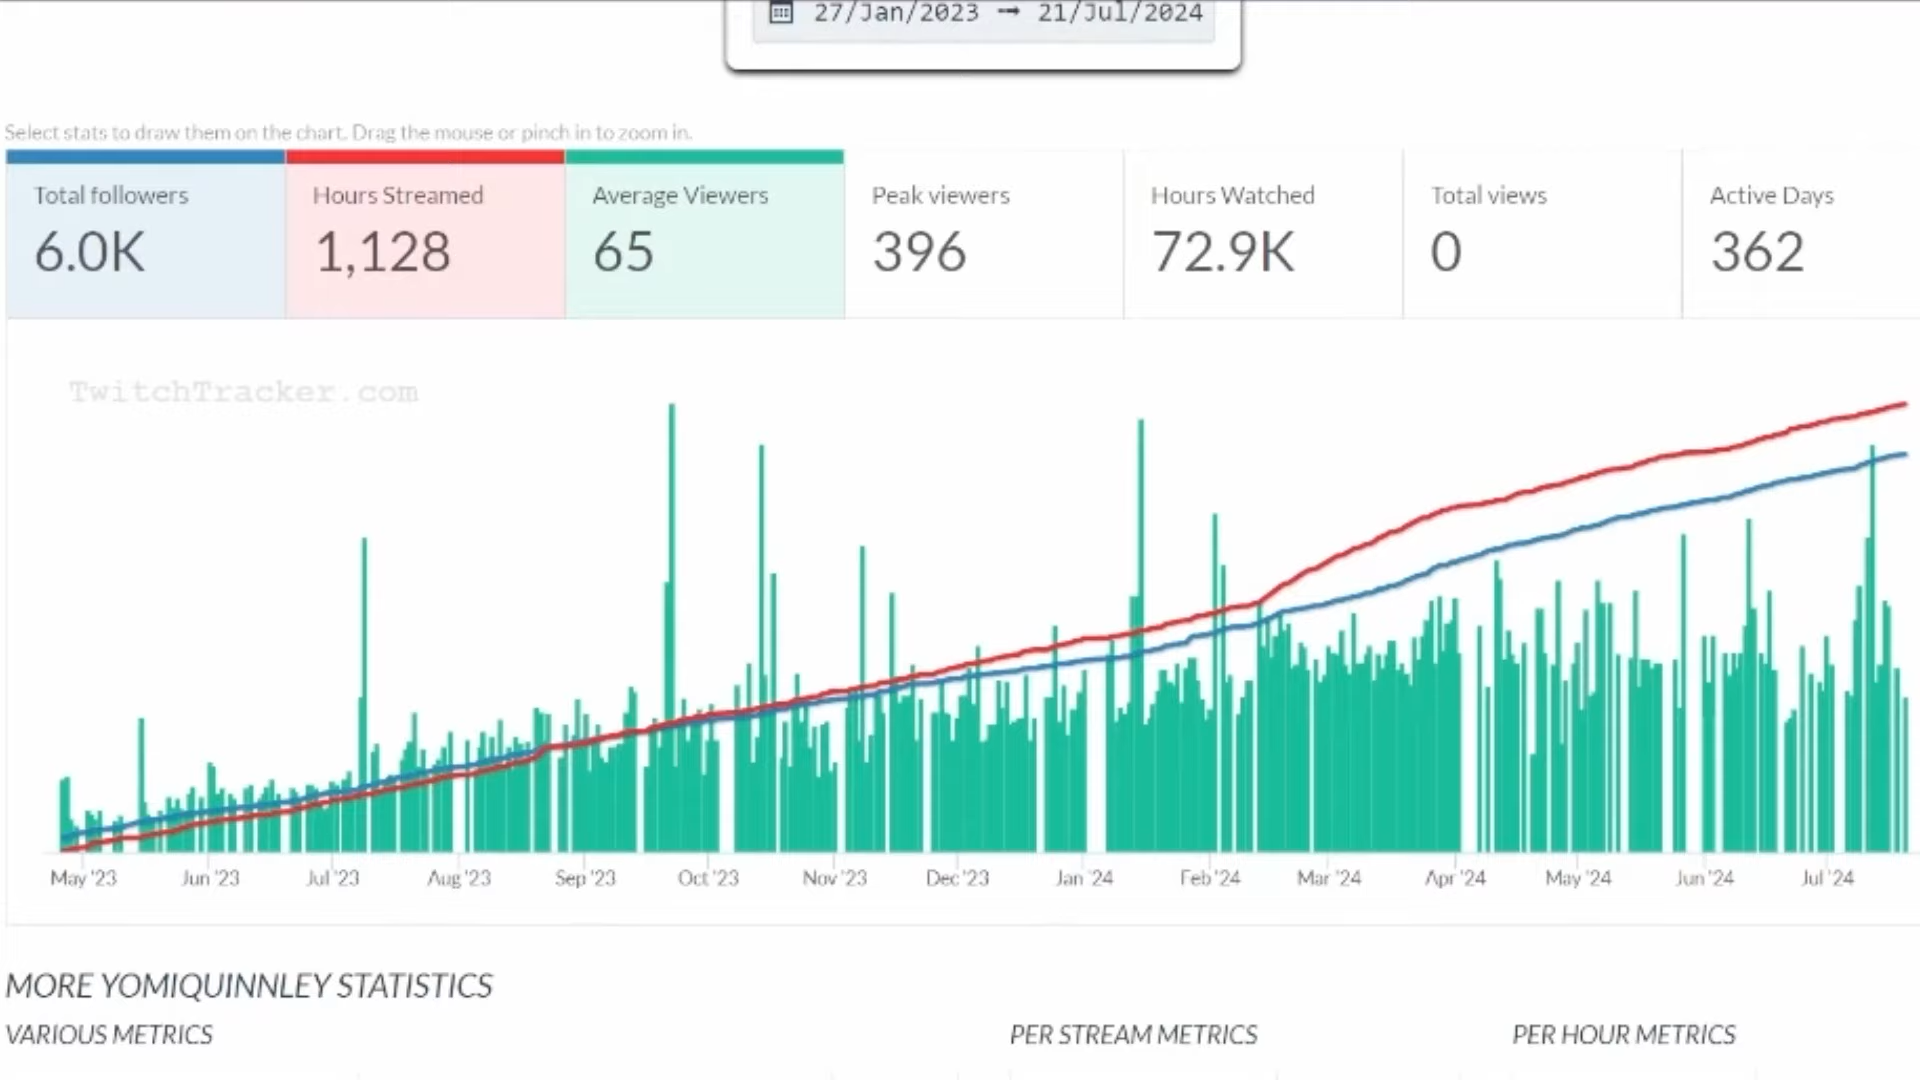 27/Jan/2023 → 21/Jul/2024
Select stats to draw them on the chart. Drag the mouse or pinch in to zoom in.
Total followers
6.0K
Hours Streamed
1,128
Average Viewers
65
Peak viewers
396
Hours Watched
72.9K
Total views
0
Active Days
362
TwitchTracker.com
May '23 Jun '23 Jul '23 Aug '23 Sep '23 Oct '23 Nov '23 Dec '23 Jan '24 Feb '24 Mar '24 Apr '24 May '24 Jun '24 Jul '24
MORE YOMIQUINNLEY STATISTICS
VARIOUS METRICS
PER STREAM METRICS
PER HOUR METRICS